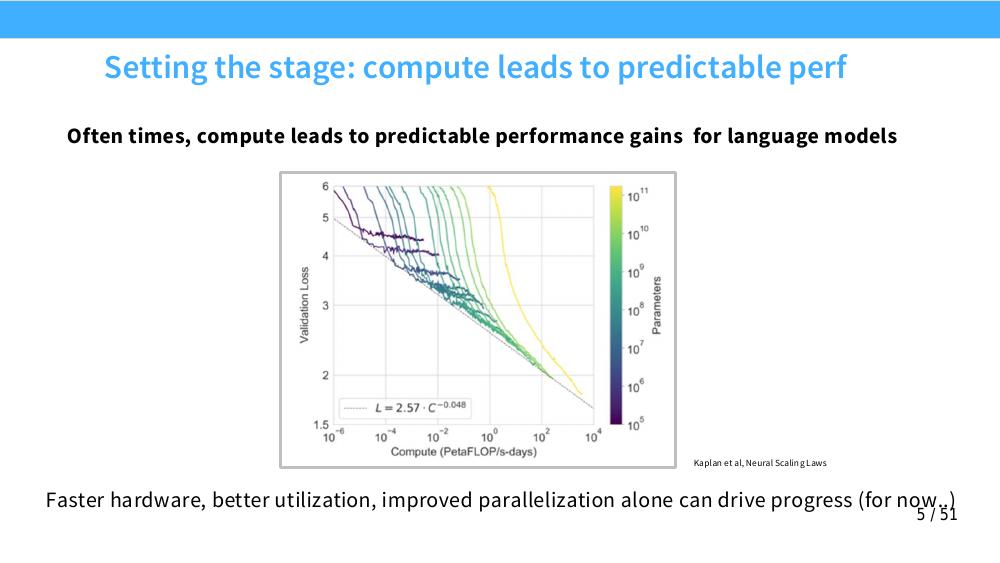 Setting the stage: compute leads to predictable perf
Often times, compute leads to predictable performance gains for language models
6
5
4
3
2
1.5
Validation Loss
10^-6 10^-4 10^-2 10^0 10^2 10^4
Compute (PetaFLOP/s-days)
L = 2.57 · C^-0.048
10^11
10^10
10^9
10^8
10^7
10^6
10^5
Parameters
Kaplan et al, Neural Scaling Laws
Faster hardware, better utilization, improved parallelization alone can drive progress (for now..)
5 / 51